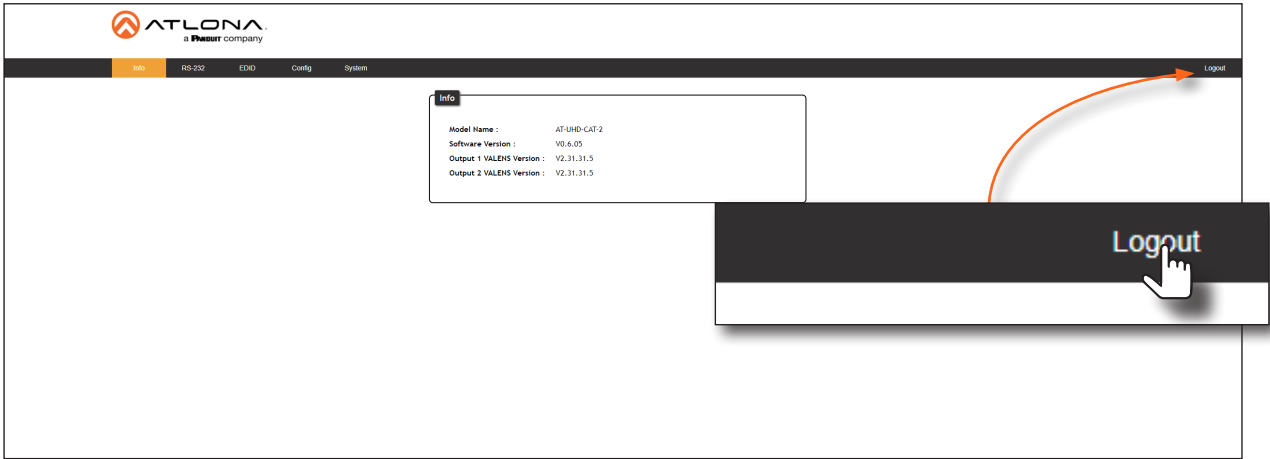 ATLONA.
a PANDUIT company
Info RS-232 EDID Config System Logout
Info
Model Name : AT-UHD-CAT-2
Software Version : V0.6.05
Output 1 VALENS Version : V2.31.31.5
Output 2 VALENS Version : V2.31.31.5
Logout